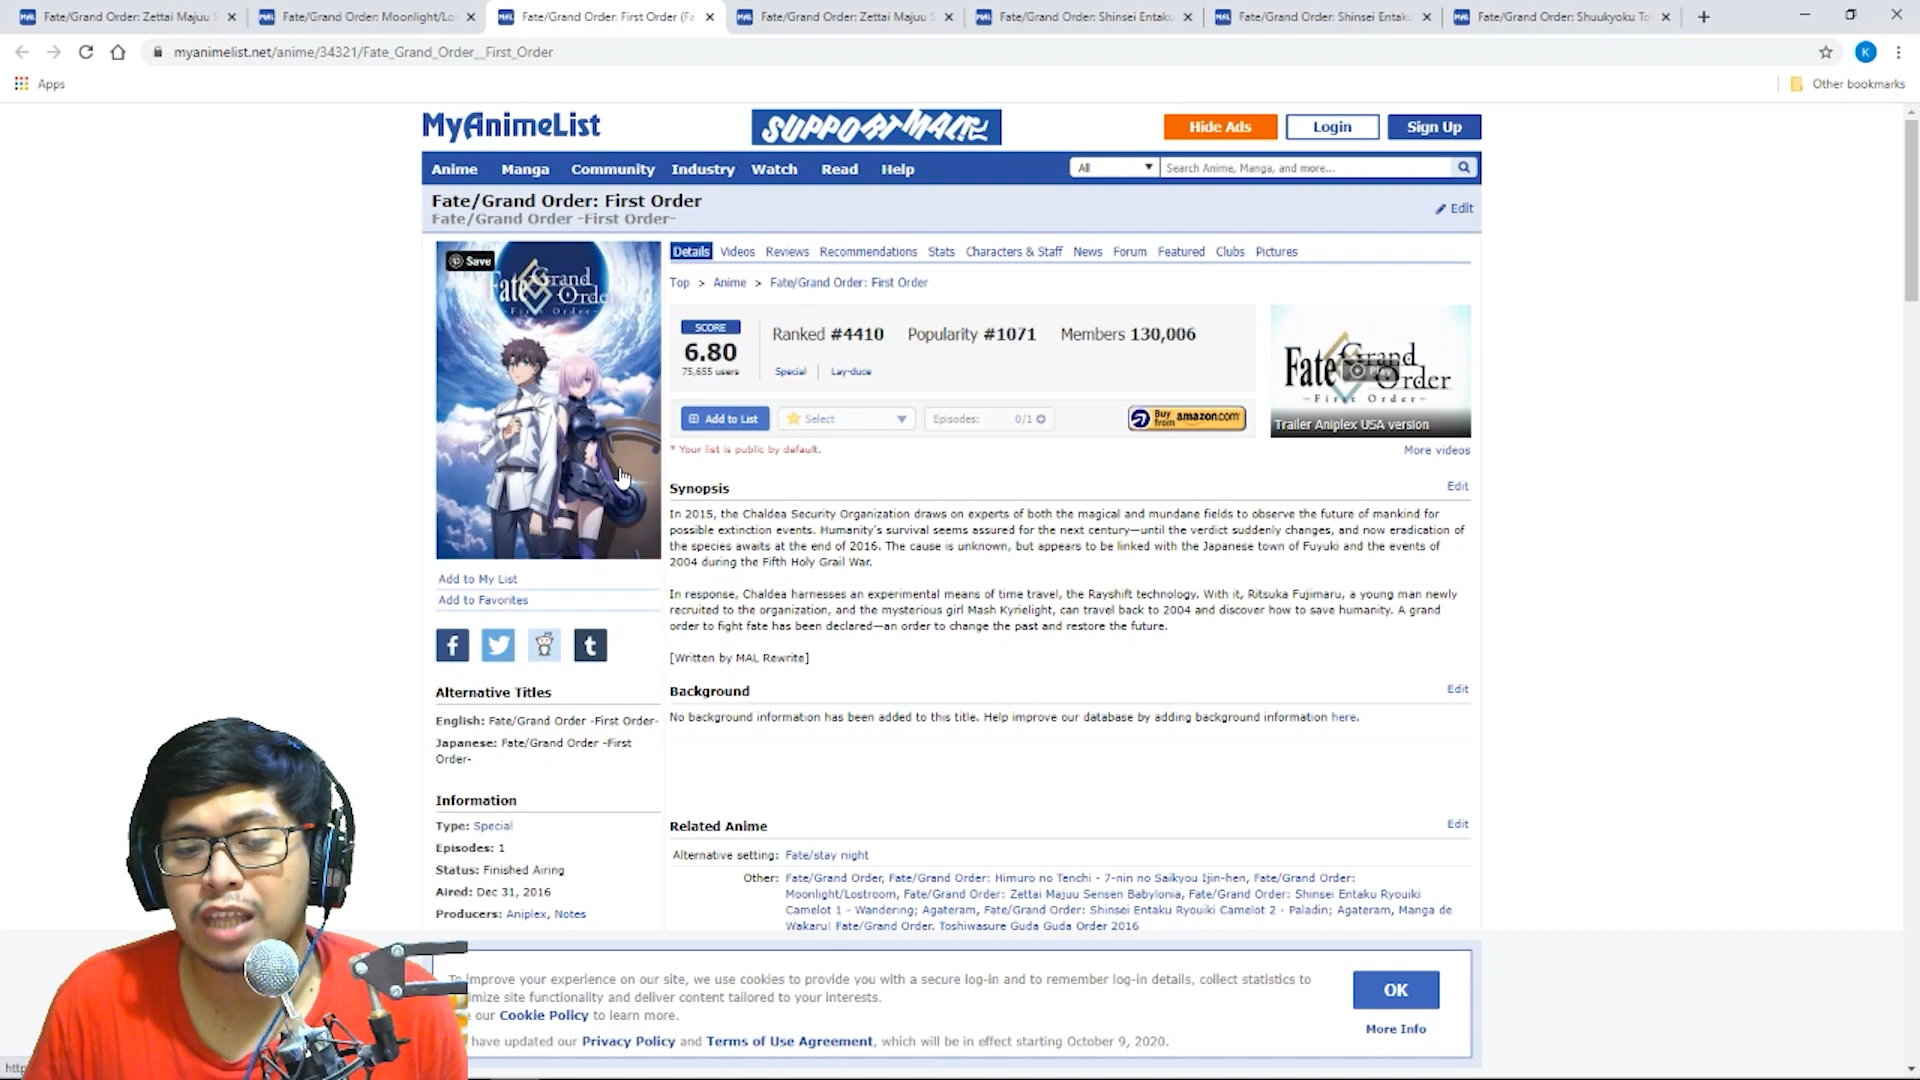 Fate/Grand Order: Zettai Majuu S
Fate/Grand Order: Moonlight/Lo
Fate/Grand Order: First Order (Fa
Fate/Grand Order: Zettai Majuu S
Fate/Grand Order: Shinsei Entaku
Fate/Grand Order: Shinsei Entaku
Fate/Grand Order: Shuukyoku To
myanimelist.net/anime/34321/Fate_Grand_Order__First_Order
K
Apps
Other bookmarks
MyAnimeList
SUPPORT MAL
Hide Ads
Login
Sign Up
Anime Manga Community Industry Watch Read Help
All
Search Anime, Manga, and more...
Fate/Grand Order: First Order
Fate/Grand Order -First Order-
Edit
Save
Fate Grand Order
-First Order-
Details Videos Reviews Recommendations Stats Characters & Staff News Forum Featured Clubs Pictures
Top > Anime > Fate/Grand Order: First Order
SCORE
6.80
75,655 users
Ranked #4410 Popularity #1071 Members 130,006
Special | Lay-duce
Fate Grand Order
-First Order-
Trailer Aniplex USA version
Add to List
Select
Episodes: 0/1
Buy from amazon.com
* Your list is public by default.
More videos
Synopsis
Edit
In 2015, the Chaldea Security Organization draws on experts of both the magical and mundane fields to observe the future of mankind for
possible extinction events. Humanity's survival seems assured for the next century—until the verdict suddenly changes, and now eradication of
the species awaits at the end of 2016. The cause is unknown, but appears to be linked with the Japanese town of Fuyuki and the events of
2004 during the Fifth Holy Grail War.
In response, Chaldea harnesses an experimental means of time travel, the Rayshift technology. With it, Ritsuka Fujimaru, a young man newly
recruited to the organization, and the mysterious girl Mash Kyrielight, can travel back to 2004 and discover how to save humanity. A grand
order to fight fate has been declared—an order to change the past and restore the future.
[Written by MAL Rewrite]
Add to My List
Add to Favorites
Background
Edit
No background information has been added to this title. Help improve our database by adding background information here.
Alternative Titles
English: Fate/Grand Order -First Order-
Japanese: Fate/Grand Order -First
Order-
Information
Type: Special
Episodes: 1
Status: Finished Airing
Aired: Dec 31, 2016
Producers: Aniplex, Notes
Related Anime
Edit
Alternative setting: Fate/stay night
Other: Fate/Grand Order, Fate/Grand Order: Himuro no Tenchi - 7-nin no Saikyou Ijin-hen, Fate/Grand Order:
Moonlight/Lostroom, Fate/Grand Order: Zettai Majuu Sensen Babylonia, Fate/Grand Order: Shinsei Entaku Ryouiki
Camelot 1 - Wandering; Agateram, Fate/Grand Order: Shinsei Entaku Ryouiki Camelot 2 - Paladin; Agateram, Manga de
Wakaru! Fate/Grand Order, Toshiwasure Guda Guda Order 2016
To improve your experience on our site, we use cookies to provide you with a secure log-in and to remember log-in details, collect statistics to
imize site functionality and deliver content tailored to your interests.
our Cookie Policy to learn more.
have updated our Privacy Policy and Terms of Use Agreement, which will be in effect starting October 9, 2020.
OK
More Info
http